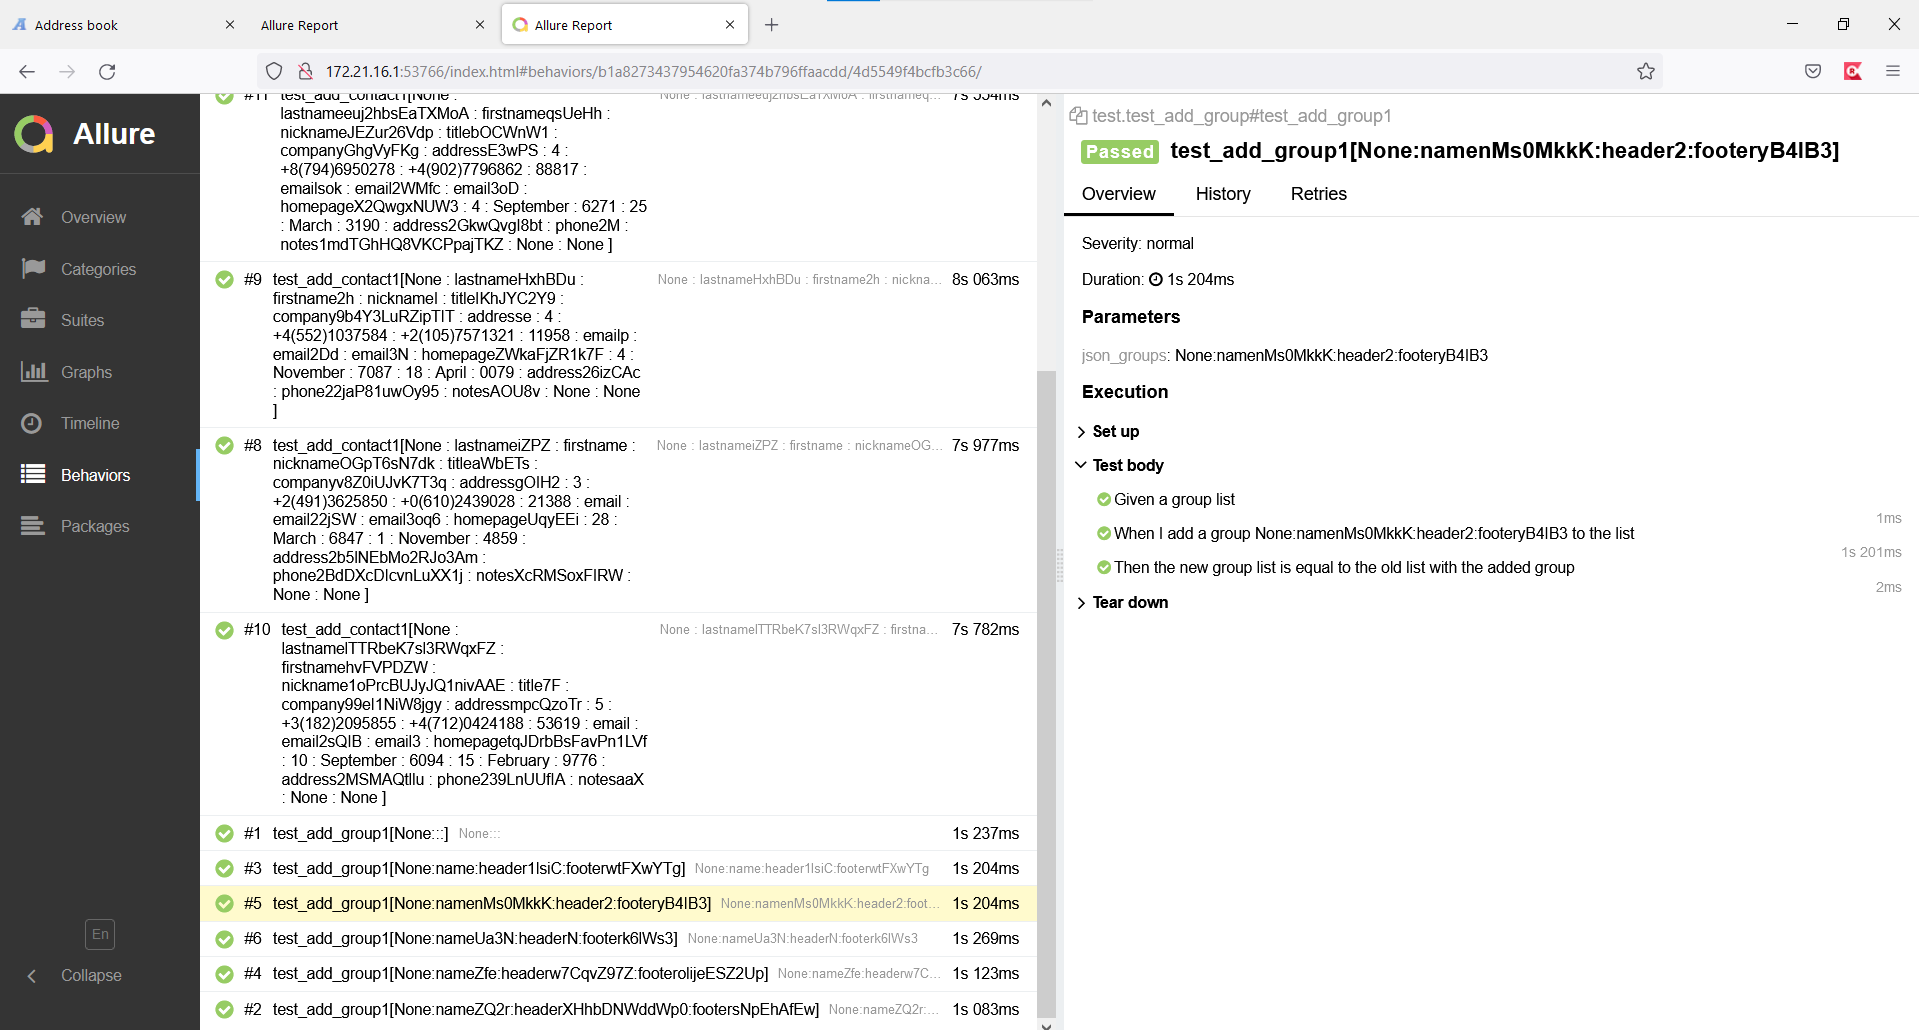 Address book
Allure Report
Allure Report
172.21.16.1:53766/index.html#behaviors/b1a8273437954620fa374b796ffaacdd/4d5549f4bcfb3c66/
Allure
Overview
Categories
Suites
Graphs
Timeline
Behaviors
Packages
En
Collapse
#11 test_add_contact1[None : None : lastnameeuj2hbsEaTXMoA : firstnameq... 7s 554ms
lastnameeuj2hbsEaTXMoA : firstnameqsUeHh :
nicknameJEZur26Vdp : titlebOCWnW1 :
companyGhgVyFKg : addressE3wPS : 4 :
+8(794)6950278 : +4(902)7796862 : 88817 :
emailsok : email2WMfc : email3oD :
homepageX2QwgxNUW3 : 4 : September : 6271 : 25
: March : 3190 : address2GkwQvgI8bt : phone2M :
notes1mdTGhHQ8VKCPpajTKZ : None : None ]
#9 test_add_contact1[None : lastnameHxhBDu : None : lastnameHxhBDu : firstname2h : nickna... 8s 063ms
firstname2h : nicknameI : titleIKhJYC2Y9 :
company9b4Y3LuRZipTIT : addresse : 4 :
+4(552)1037584 : +2(105)7571321 : 11958 : emailp :
email2Dd : email3N : homepageZWkaFjZR1k7F : 4 :
November : 7087 : 18 : April : 0079 : address26izCAc
: phone22jaP81uwOy95 : notesAOU8v : None : None
]
#8 test_add_contact1[None : lastnameiZPZ : firstname : None : lastnameiZPZ : firstname : nicknameOG... 7s 977ms
nicknameOGpT6sN7dk : titleaWbETs :
companyv8Z0iUJvK7T3q : addressgOIH2 : 3 :
+2(491)3625850 : +0(610)2439028 : 21388 : email :
email22jSW : email3oq6 : homepageUqyEEi : 28 :
March : 6847 : 1 : November : 4859 :
address2b5INEbMo2RJo3Am :
phone2BdDXcDIcvnLuXX1j : notesXcRMSoxFIRW :
None : None ]
#10 test_add_contact1[None : None : lastnamelTTRbeK7sl3RWqxFZ : firstna... 7s 782ms
lastnamelTTRbeK7sl3RWqxFZ :
firstnamehvFVPDZW :
nickname1oPrcBUJyJQ1nivAAE : title7F :
company99eI1NiW8jgy : addressmpcQzoTr : 5 :
+3(182)2095855 : +4(712)0424188 : 53619 : email :
email2sQIB : email3 : homepagetqJDrbBsFavPn1LVf
: 10 : September : 6094 : 15 : February : 9776 :
address2MSMAQtllu : phone239LnUUfIA : notesaaX
: None : None ]
#1 test_add_group1[None:::] None::: 1s 237ms
#3 test_add_group1[None:name:header1lsiC:footerwtFXwYTg] None:name:header1lsiC:footerwtFXwYTg 1s 204ms
#5 test_add_group1[None:namenMs0MkkK:header2:footeryB4IB3] None:namenMs0MkkK:header2:foot... 1s 204ms
#6 test_add_group1[None:nameUa3N:headerN:footerk6lWs3] None:nameUa3N:headerN:footerk6lWs3 1s 269ms
#4 test_add_group1[None:nameZfe:headerw7CqvZ97Z:footerolijeESZ2Up] None:nameZfe:headerw7C... 1s 123ms
#2 test_add_group1[None:nameZQ2r:headerXHhbDNWddWp0:footersNpEhAfEw] None:nameZQ2r:... 1s 083ms
test.test_add_group#test_add_group1
Passed test_add_group1[None:namenMs0MkkK:header2:footeryB4IB3]
Overview History Retries
Severity: normal
Duration: 1s 204ms
Parameters
json_groups: None:namenMs0MkkK:header2:footeryB4IB3
Execution
Set up
Test body
Given a group list
1ms
When I add a group None:namenMs0MkkK:header2:footeryB4IB3 to the list
1s 201ms
Then the new group list is equal to the old list with the added group
2ms
Tear down